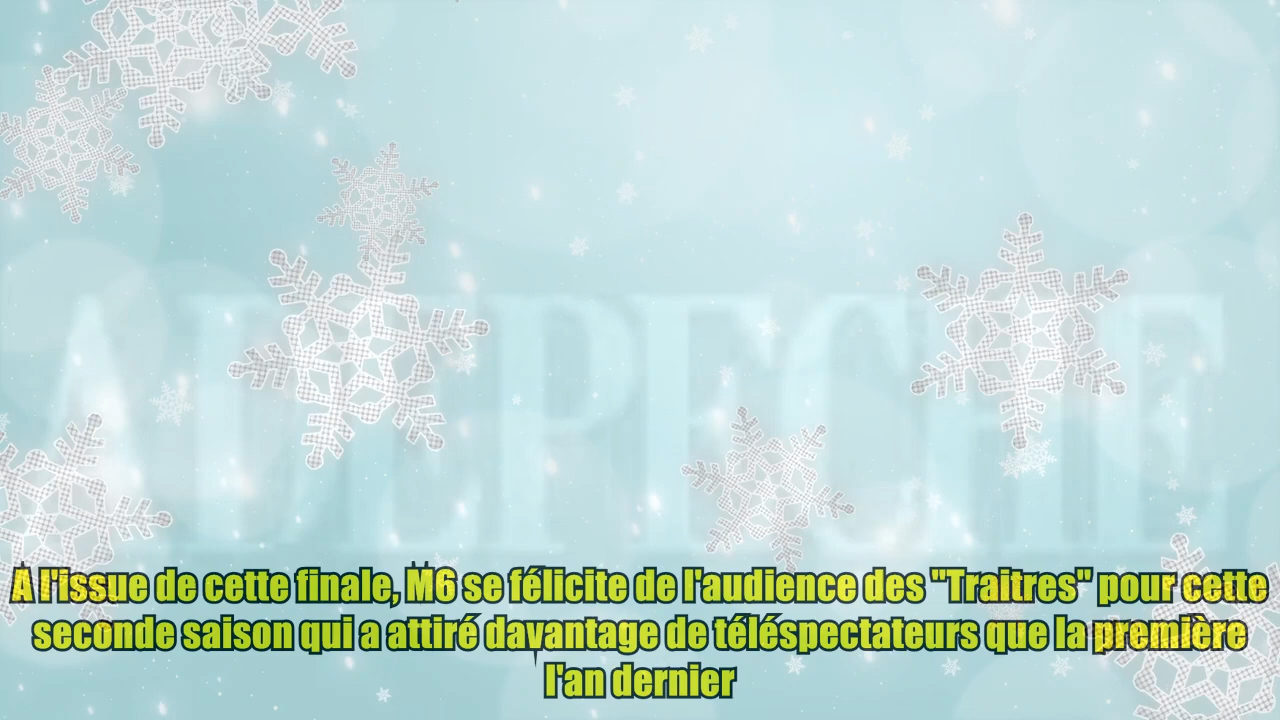 A DEPECHE
A l'issue de cette finale, M6 se félicite de l'audience des "Traitres" pour cette
seconde saison qui a attiré davantage de téléspectateurs que la première
l'an dernier